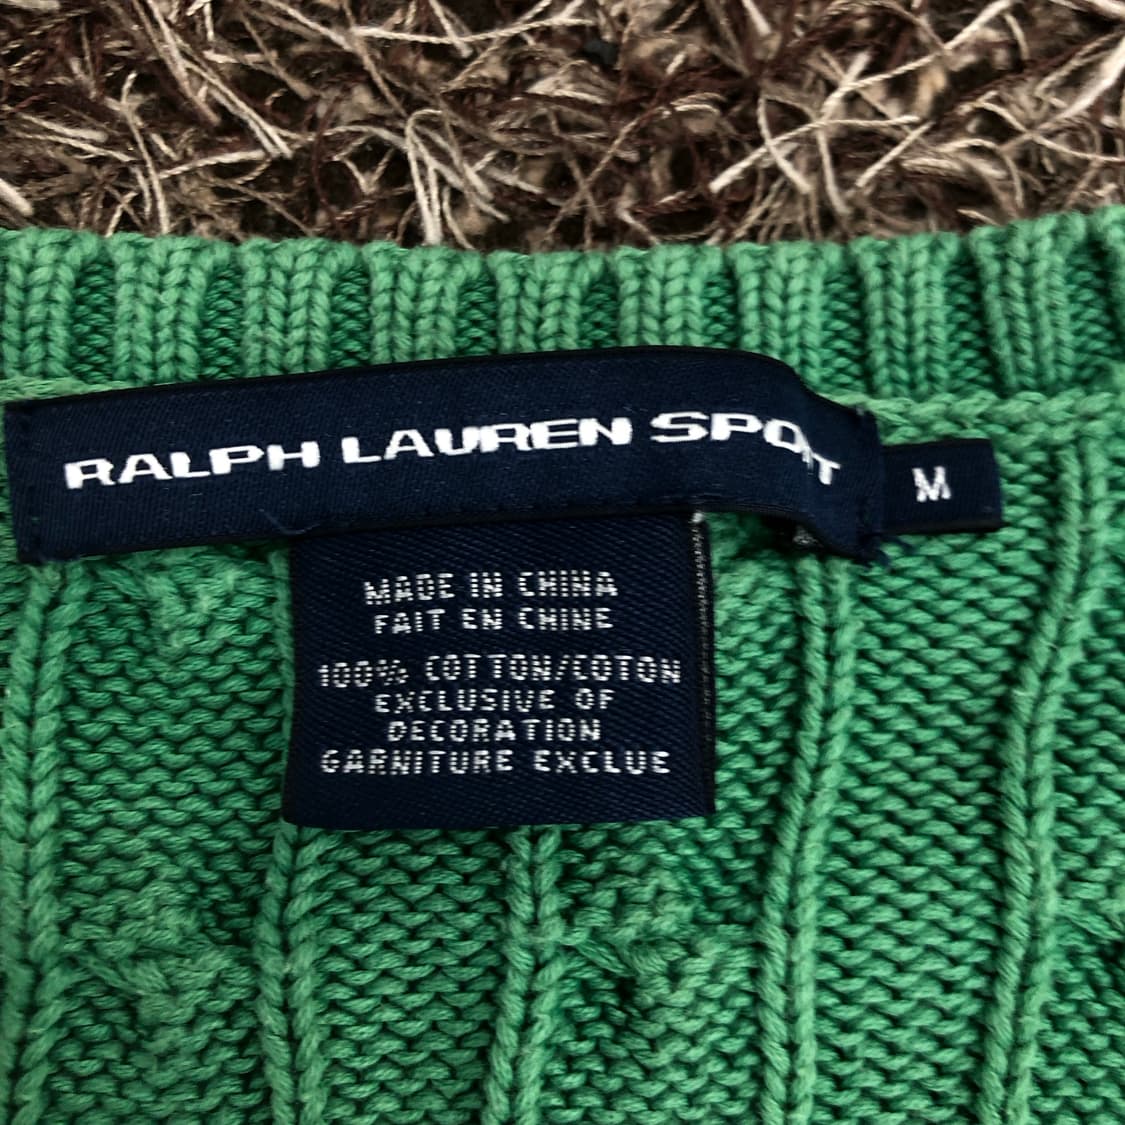 RALPH LAUREN SPORT
M
MADE IN CHINA
FAIT EN CHINE
100% COTTON/COTON
EXCLUSIVE OF
DECORATION
GARNITURE EXCLUE